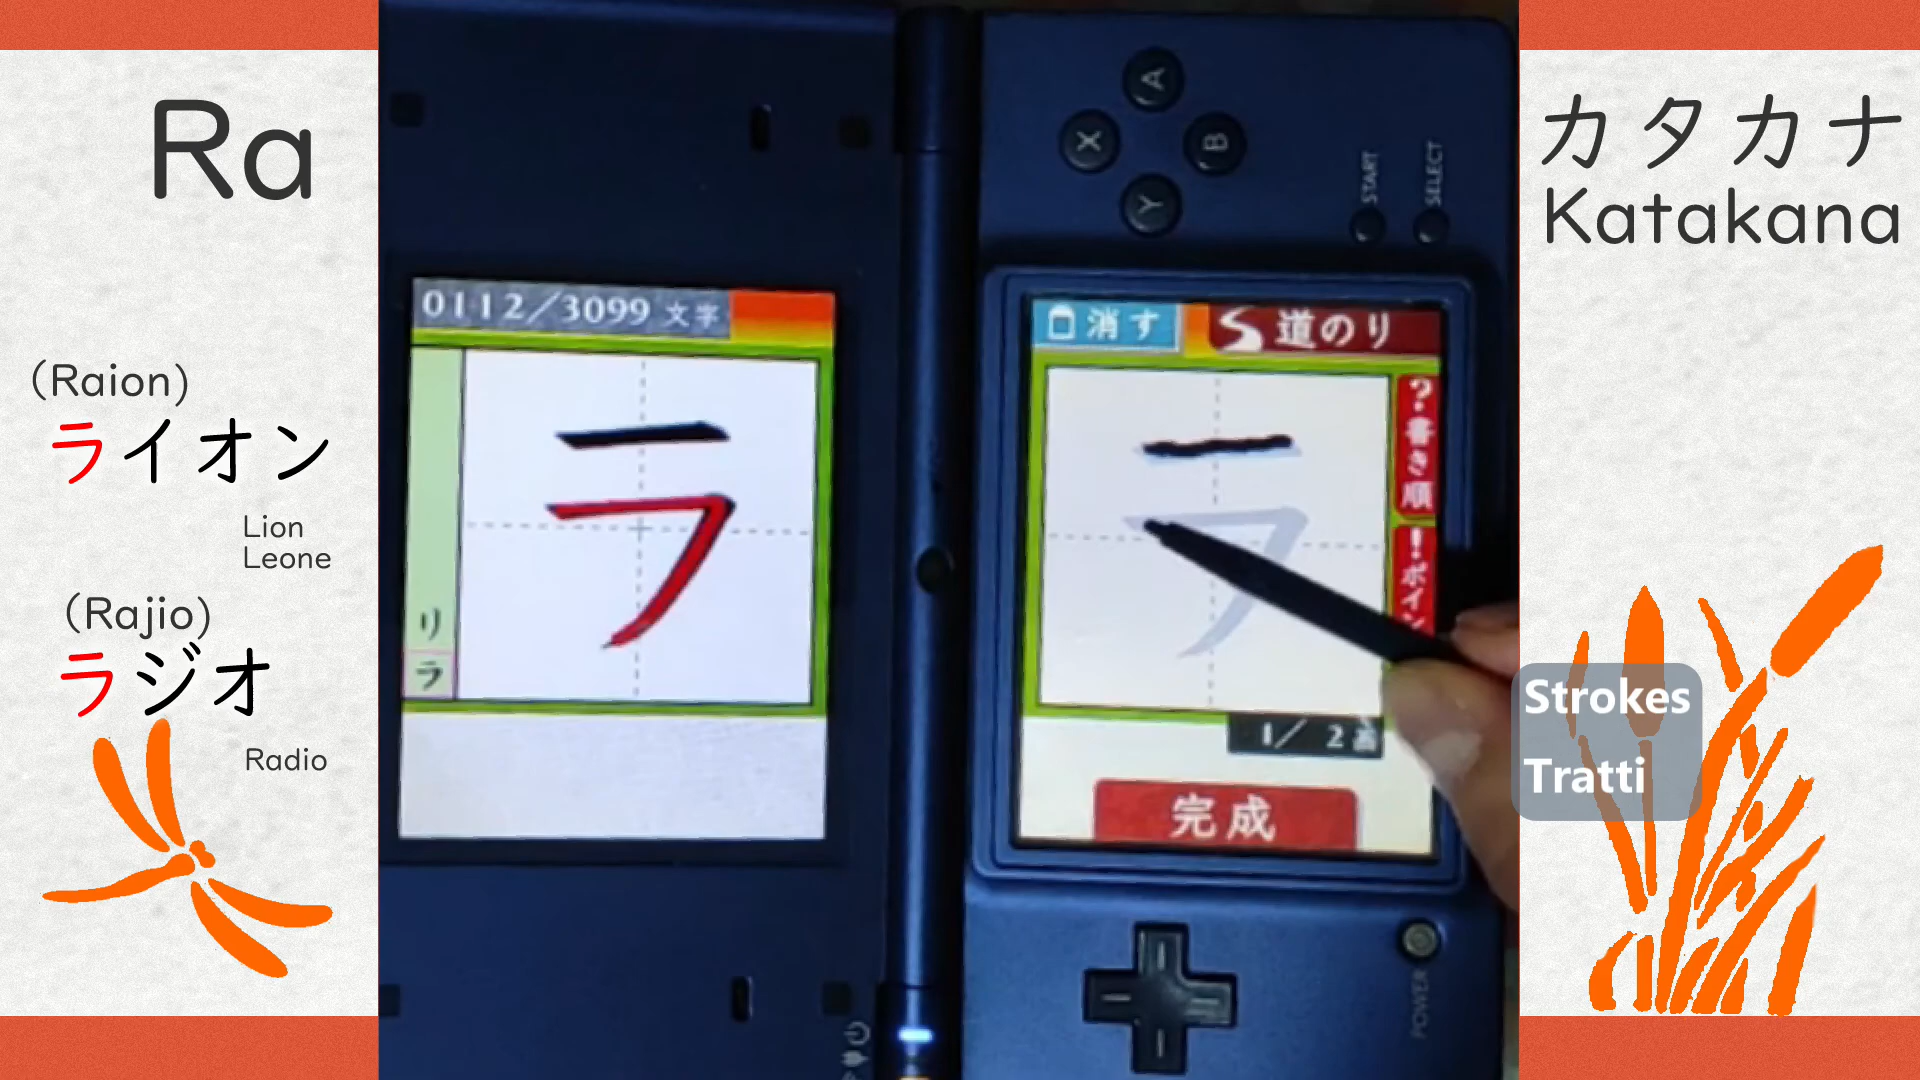 Ra
(Raion)
ライオン
Lion
Leone
(Rajio)
ラジオ
Radio
0112/3099 文字
ラ
リ
ラ
A
X
B
Y
START
SELECT
消す
道のり
?書き順
!ポイン
1/ 2画
完成
POWER
カタカナ
Katakana
Strokes
Tratti